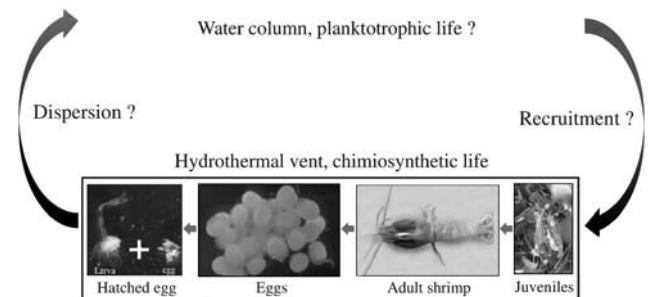 Water column, planktotrophic life ?
Dispersion ?
Recruitment ?
Hydrothermal vent, chimiosynthetic life
Larva
egg
Hatched egg
Eggs
Adult shrimp
Juveniles